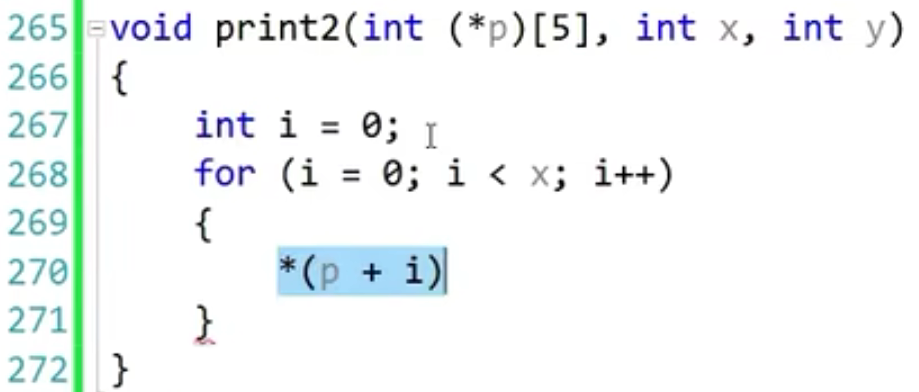 265 void print2(int (*p)[5], int x, int y)
266 {
267     int i = 0;
268     for (i = 0; i < x; i++)
269     {
270         *(p + i)
271     }
272 }